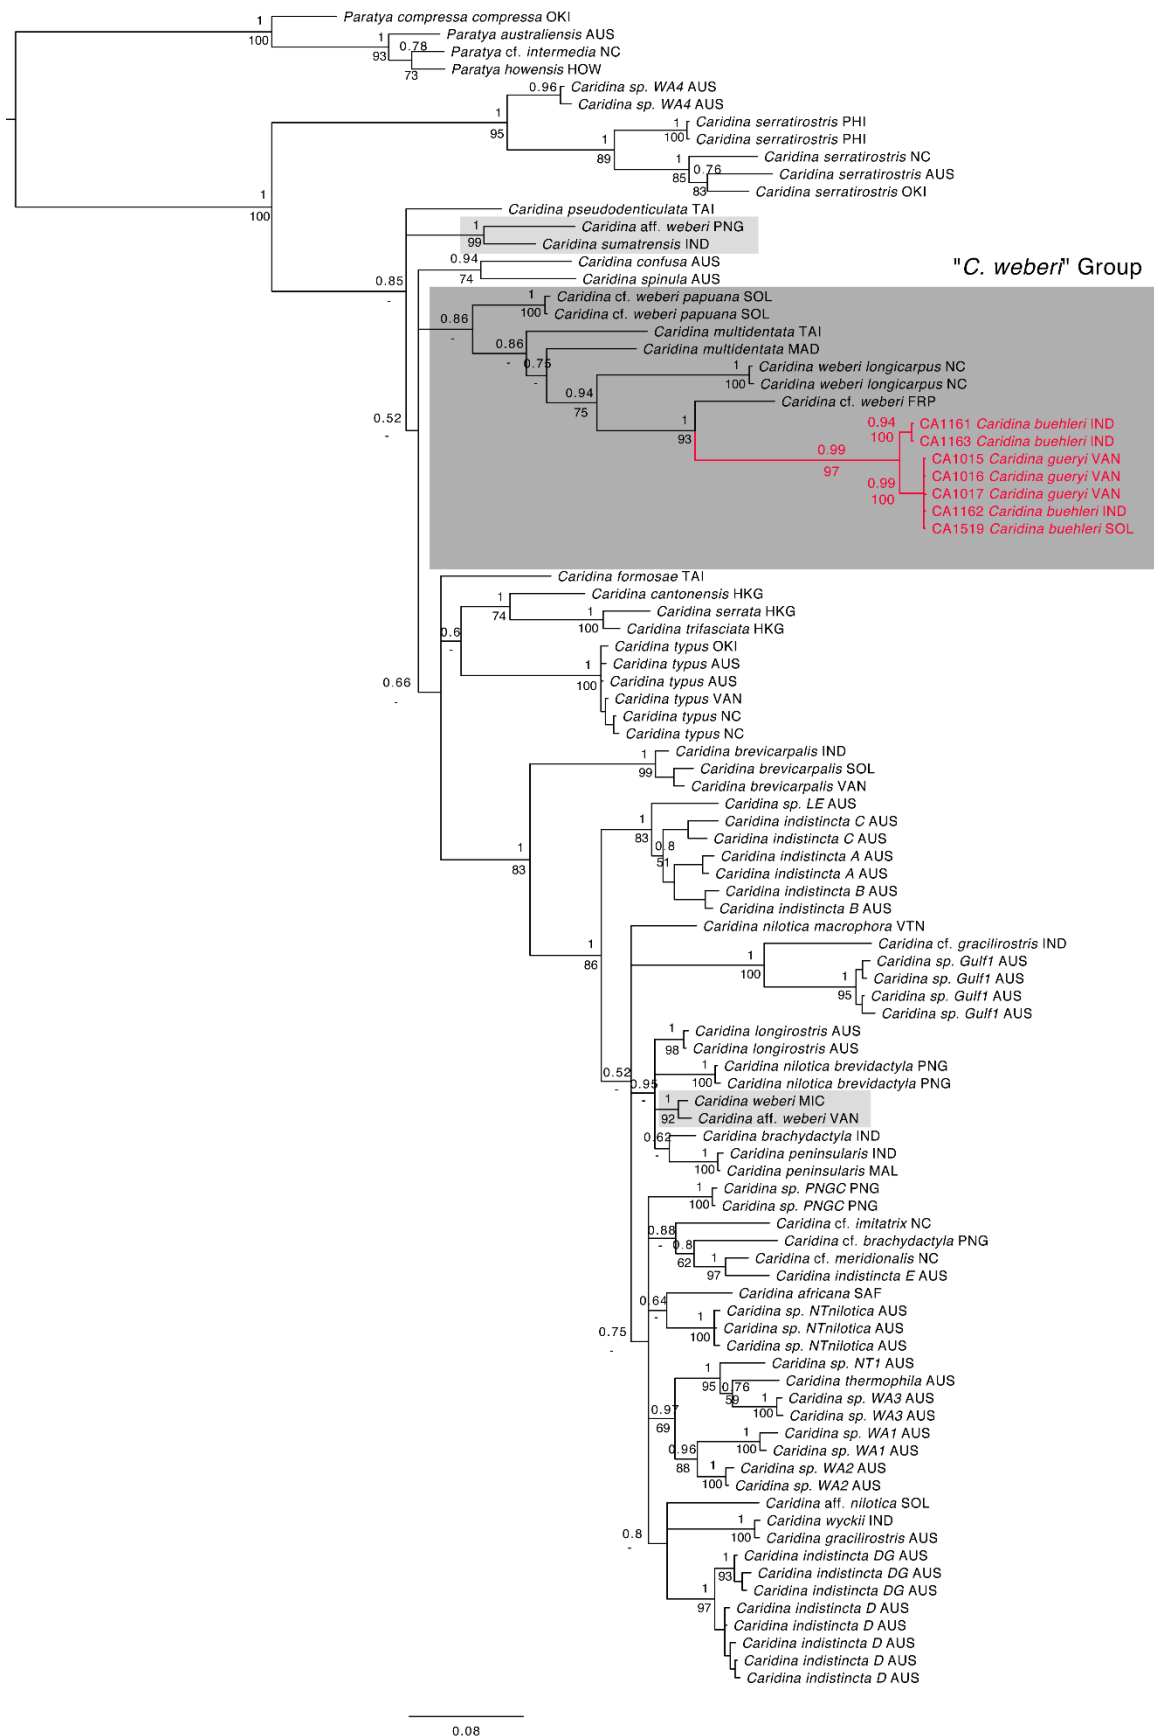 1
100
Paratya compressa compressa OKI
1
93
Paratya australiensis AUS
0.78
73
Paratya cf. intermedia NC
Paratya howensis HOW
0.96
Caridina sp. WA4 AUS
Caridina sp. WA4 AUS
1
95
1
100
Caridina serratirostris PHI
Caridina serratirostris PHI
1
89
1
85
Caridina serratirostris NC
0.76
83
Caridina serratirostris AUS
Caridina serratirostris OKI
1
100
Caridina pseudodenticulata TAI
1
99
Caridina aff. weberi PNG
Caridina sumatrensis IND
0.94
74
Caridina confusa AUS
Caridina spinula AUS
"C. weberi" Group
0.85
-
1
100
Caridina cf. weberi papuana SOL
Caridina cf. weberi papuana SOL
0.86
-
0.86
-
Caridina multidentata TAI
0.75
-
Caridina multidentata MAD
1
100
Caridina weberi longicarpus NC
Caridina weberi longicarpus NC
0.94
75
Caridina cf. weberi FRP
1
93
0.94
100
CA1161 Caridina buehleri IND
CA1163 Caridina buehleri IND
0.99
97
CA1015 Caridina gueryi VAN
CA1016 Caridina gueryi VAN
0.99
100
CA1017 Caridina gueryi VAN
CA1162 Caridina buehleri IND
CA1519 Caridina buehleri SOL
0.52
-
Caridina formosae TAI
1
74
Caridina cantonensis HKG
1
100
Caridina serrata HKG
Caridina trifasciata HKG
0.6
-
Caridina typus OKI
1
100
Caridina typus AUS
Caridina typus AUS
Caridina typus VAN
Caridina typus NC
Caridina typus NC
0.66
-
1
99
Caridina brevicarpalis IND
Caridina brevicarpalis SOL
Caridina brevicarpalis VAN
1
83
Caridina sp. LE AUS
1
83
Caridina indistincta C AUS
Caridina indistincta C AUS
0.8
51
Caridina indistincta A AUS
Caridina indistincta A AUS
Caridina indistincta B AUS
Caridina indistincta B AUS
1
86
Caridina nilotica macrophora VTN
1
100
Caridina cf. gracilirostris IND
Caridina sp. Gulf1 AUS
1
95
Caridina sp. Gulf1 AUS
Caridina sp. Gulf1 AUS
Caridina sp. Gulf1 AUS
1
98
Caridina longirostris AUS
Caridina longirostris AUS
1
100
Caridina nilotica brevidactyla PNG
Caridina nilotica brevidactyla PNG
0.52
-
0.95
-
1
92
Caridina weberi MIC
Caridina aff. weberi VAN
0.62
-
Caridina brachydactyla IND
1
100
Caridina peninsularis IND
Caridina peninsularis MAL
1
100
Caridina sp. PNGC PNG
Caridina sp. PNGC PNG
0.88
-
Caridina cf. imitatrix NC
0.8
62
Caridina cf. brachydactyla PNG
1
97
Caridina cf. meridionalis NC
Caridina indistincta E AUS
0.64
-
Caridina africana SAF
1
100
Caridina sp. NTnilotica AUS
Caridina sp. NTnilotica AUS
Caridina sp. NTnilotica AUS
0.75
-
1
95
Caridina sp. NT1 AUS
0.76
59
Caridina thermophila AUS
1
100
Caridina sp. WA3 AUS
Caridina sp. WA3 AUS
0.97
69
1
100
Caridina sp. WA1 AUS
Caridina sp. WA1 AUS
0.96
88
1
100
Caridina sp. WA2 AUS
Caridina sp. WA2 AUS
Caridina aff. nilotica SOL
0.8
-
1
100
Caridina wyckii IND
Caridina gracilirostris AUS
1
93
Caridina indistincta DG AUS
Caridina indistincta DG AUS
Caridina indistincta DG AUS
1
97
Caridina indistincta D AUS
Caridina indistincta D AUS
Caridina indistincta D AUS
Caridina indistincta D AUS
Caridina indistincta D AUS
0.08